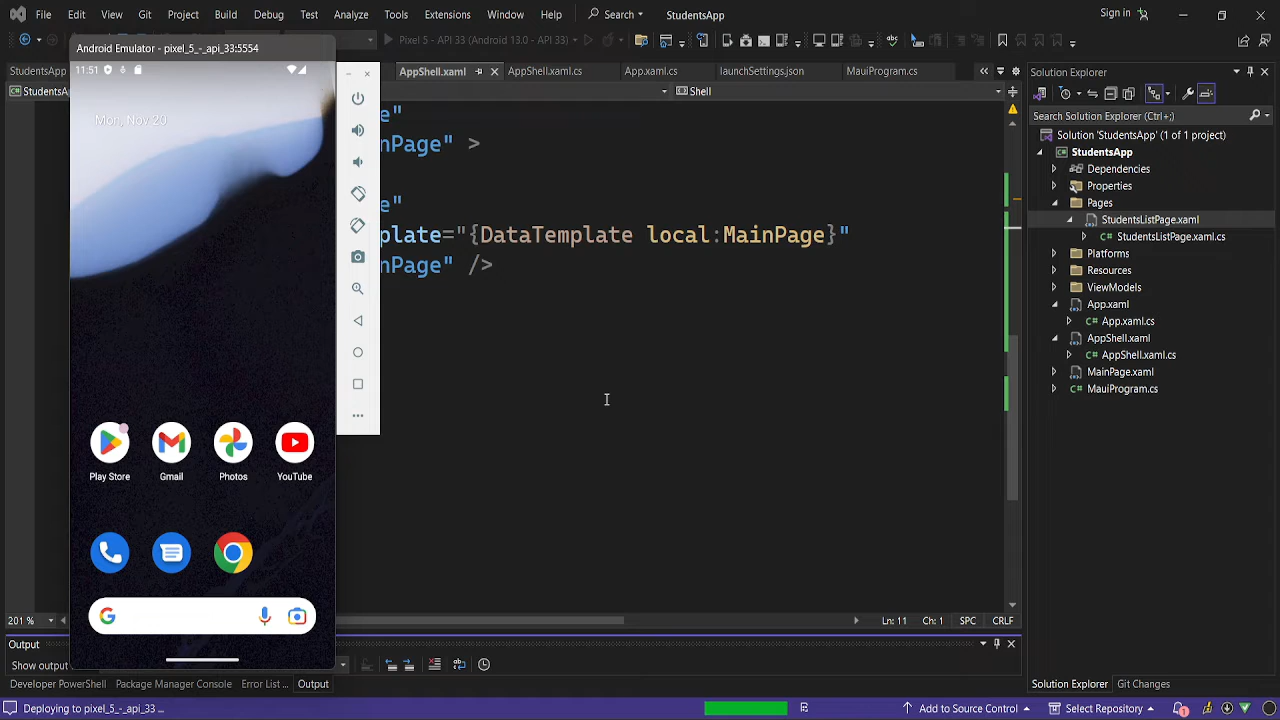 File Edit View Git Project Build Debug Test Analyze Tools Extensions Window Help Search StudentsApp Sign in
Android Emulator - pixel_5_-_api_33:5554
Pixel 5 - API 33 (Android 13.0 - API 33)
StudentsApp
AppShell.xaml
AppShell.xaml.cs
App.xaml.cs
launchSettings.json
MauiProgram.cs
Shell
11:51
Mon, Nov 20
Play Store
Gmail
Photos
YouTube
e"
nPage" >
e"
plate="{DataTemplate local:MainPage}"
nPage" />
201 %
Ln: 11 Ch: 1 SPC CRLF
Output
Show output
Developer PowerShell Package Manager Console Error List ... Output
Solution Explorer
Search Solution Explorer (Ctrl+;)
Solution 'StudentsApp' (1 of 1 project)
StudentsApp
Dependencies
Properties
Pages
StudentsListPage.xaml
StudentsListPage.xaml.cs
Platforms
Resources
ViewModels
App.xaml
App.xaml.cs
AppShell.xaml
AppShell.xaml.cs
MainPage.xaml
MauiProgram.cs
Solution Explorer Git Changes
Deploying to pixel_5_-_api_33 ...
Add to Source Control
Select Repository
1